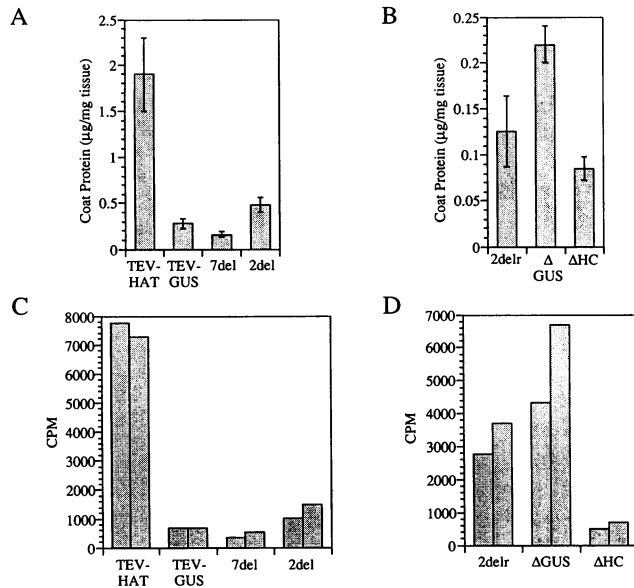 A
Coat Protein (µg/mg tissue)
2.5
2
1.5
1
0.5
0
TEV-HAT
TEV-GUS
7del
2del
B
Coat Protein (µg/mg tissue)
0.25
0.2
0.15
0.1
0.05
0
2delr
Δ GUS
ΔHC
C
CPM
8000
7000
6000
5000
4000
3000
2000
1000
0
TEV-HAT
TEV-GUS
7del
2del
D
CPM
7000
6000
5000
4000
3000
2000
1000
0
2delr
ΔGUS
ΔHC